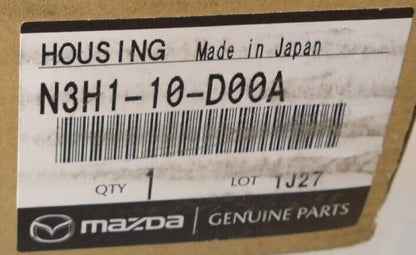 HOUSING Made in Japan
N3H1-10-D00A
QTY 1 LOT 1J27
mazda GENUINE PARTS